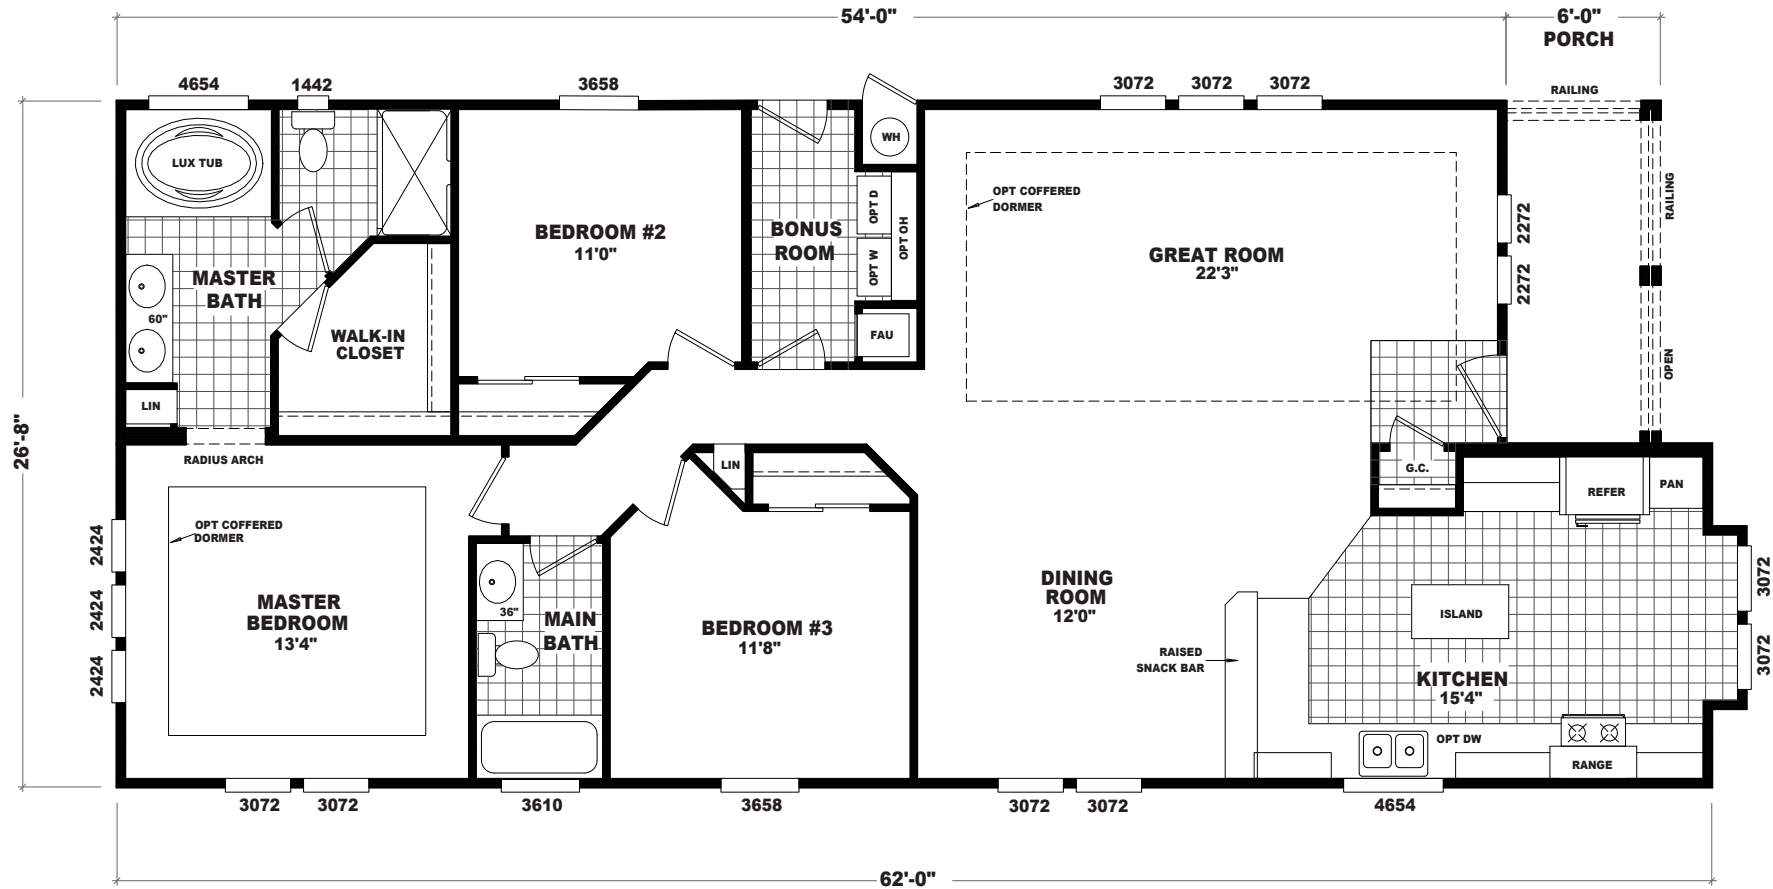 54'-0"
6'-0"
PORCH
4654
1442
3658
3072
3072
3072
RAILING
LUX TUB
WH
OPT COFFERED
DORMER
RAILING
OPT D
OPT OH
OPT W
BEDROOM #2
11'0"
BONUS
ROOM
GREAT ROOM
22'3"
2272
2272
MASTER
BATH
60"
WALK-IN
CLOSET
FAU
OPEN
LIN
26'-8"
RADIUS ARCH
LIN
G.C.
REFER
PAN
OPT COFFERED
DORMER
2424
2424
2424
MASTER
BEDROOM
13'4"
36"
MAIN
BATH
BEDROOM #3
11'8"
DINING
ROOM
12'0"
ISLAND
3072
3072
RAISED
SNACK BAR
KITCHEN
15'4"
OPT DW
RANGE
3072
3072
3610
3658
3072
3072
4654
62'-0"